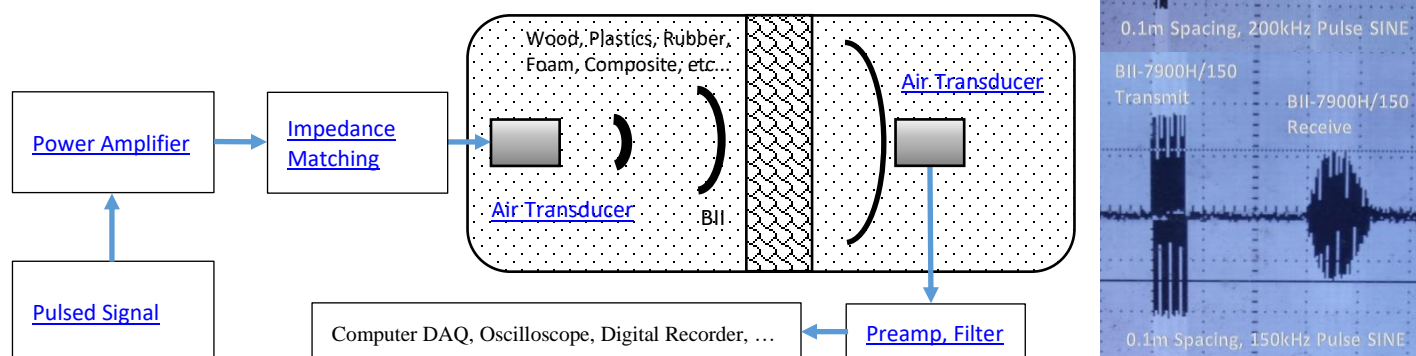 Wood, Plastics, Rubber,
Foam, Composite, etc...
Air Transducer
Power Amplifier
Impedance
Matching
Air Transducer
BII
Pulsed Signal
Computer DAQ, Oscilloscope, Digital Recorder, …
Preamp, Filter
0.1m Spacing, 200kHz Pulse SINE
BII-7900H/150
Transmit
BII-7900H/150
Receive
0.1m Spacing, 150kHz Pulse SINE